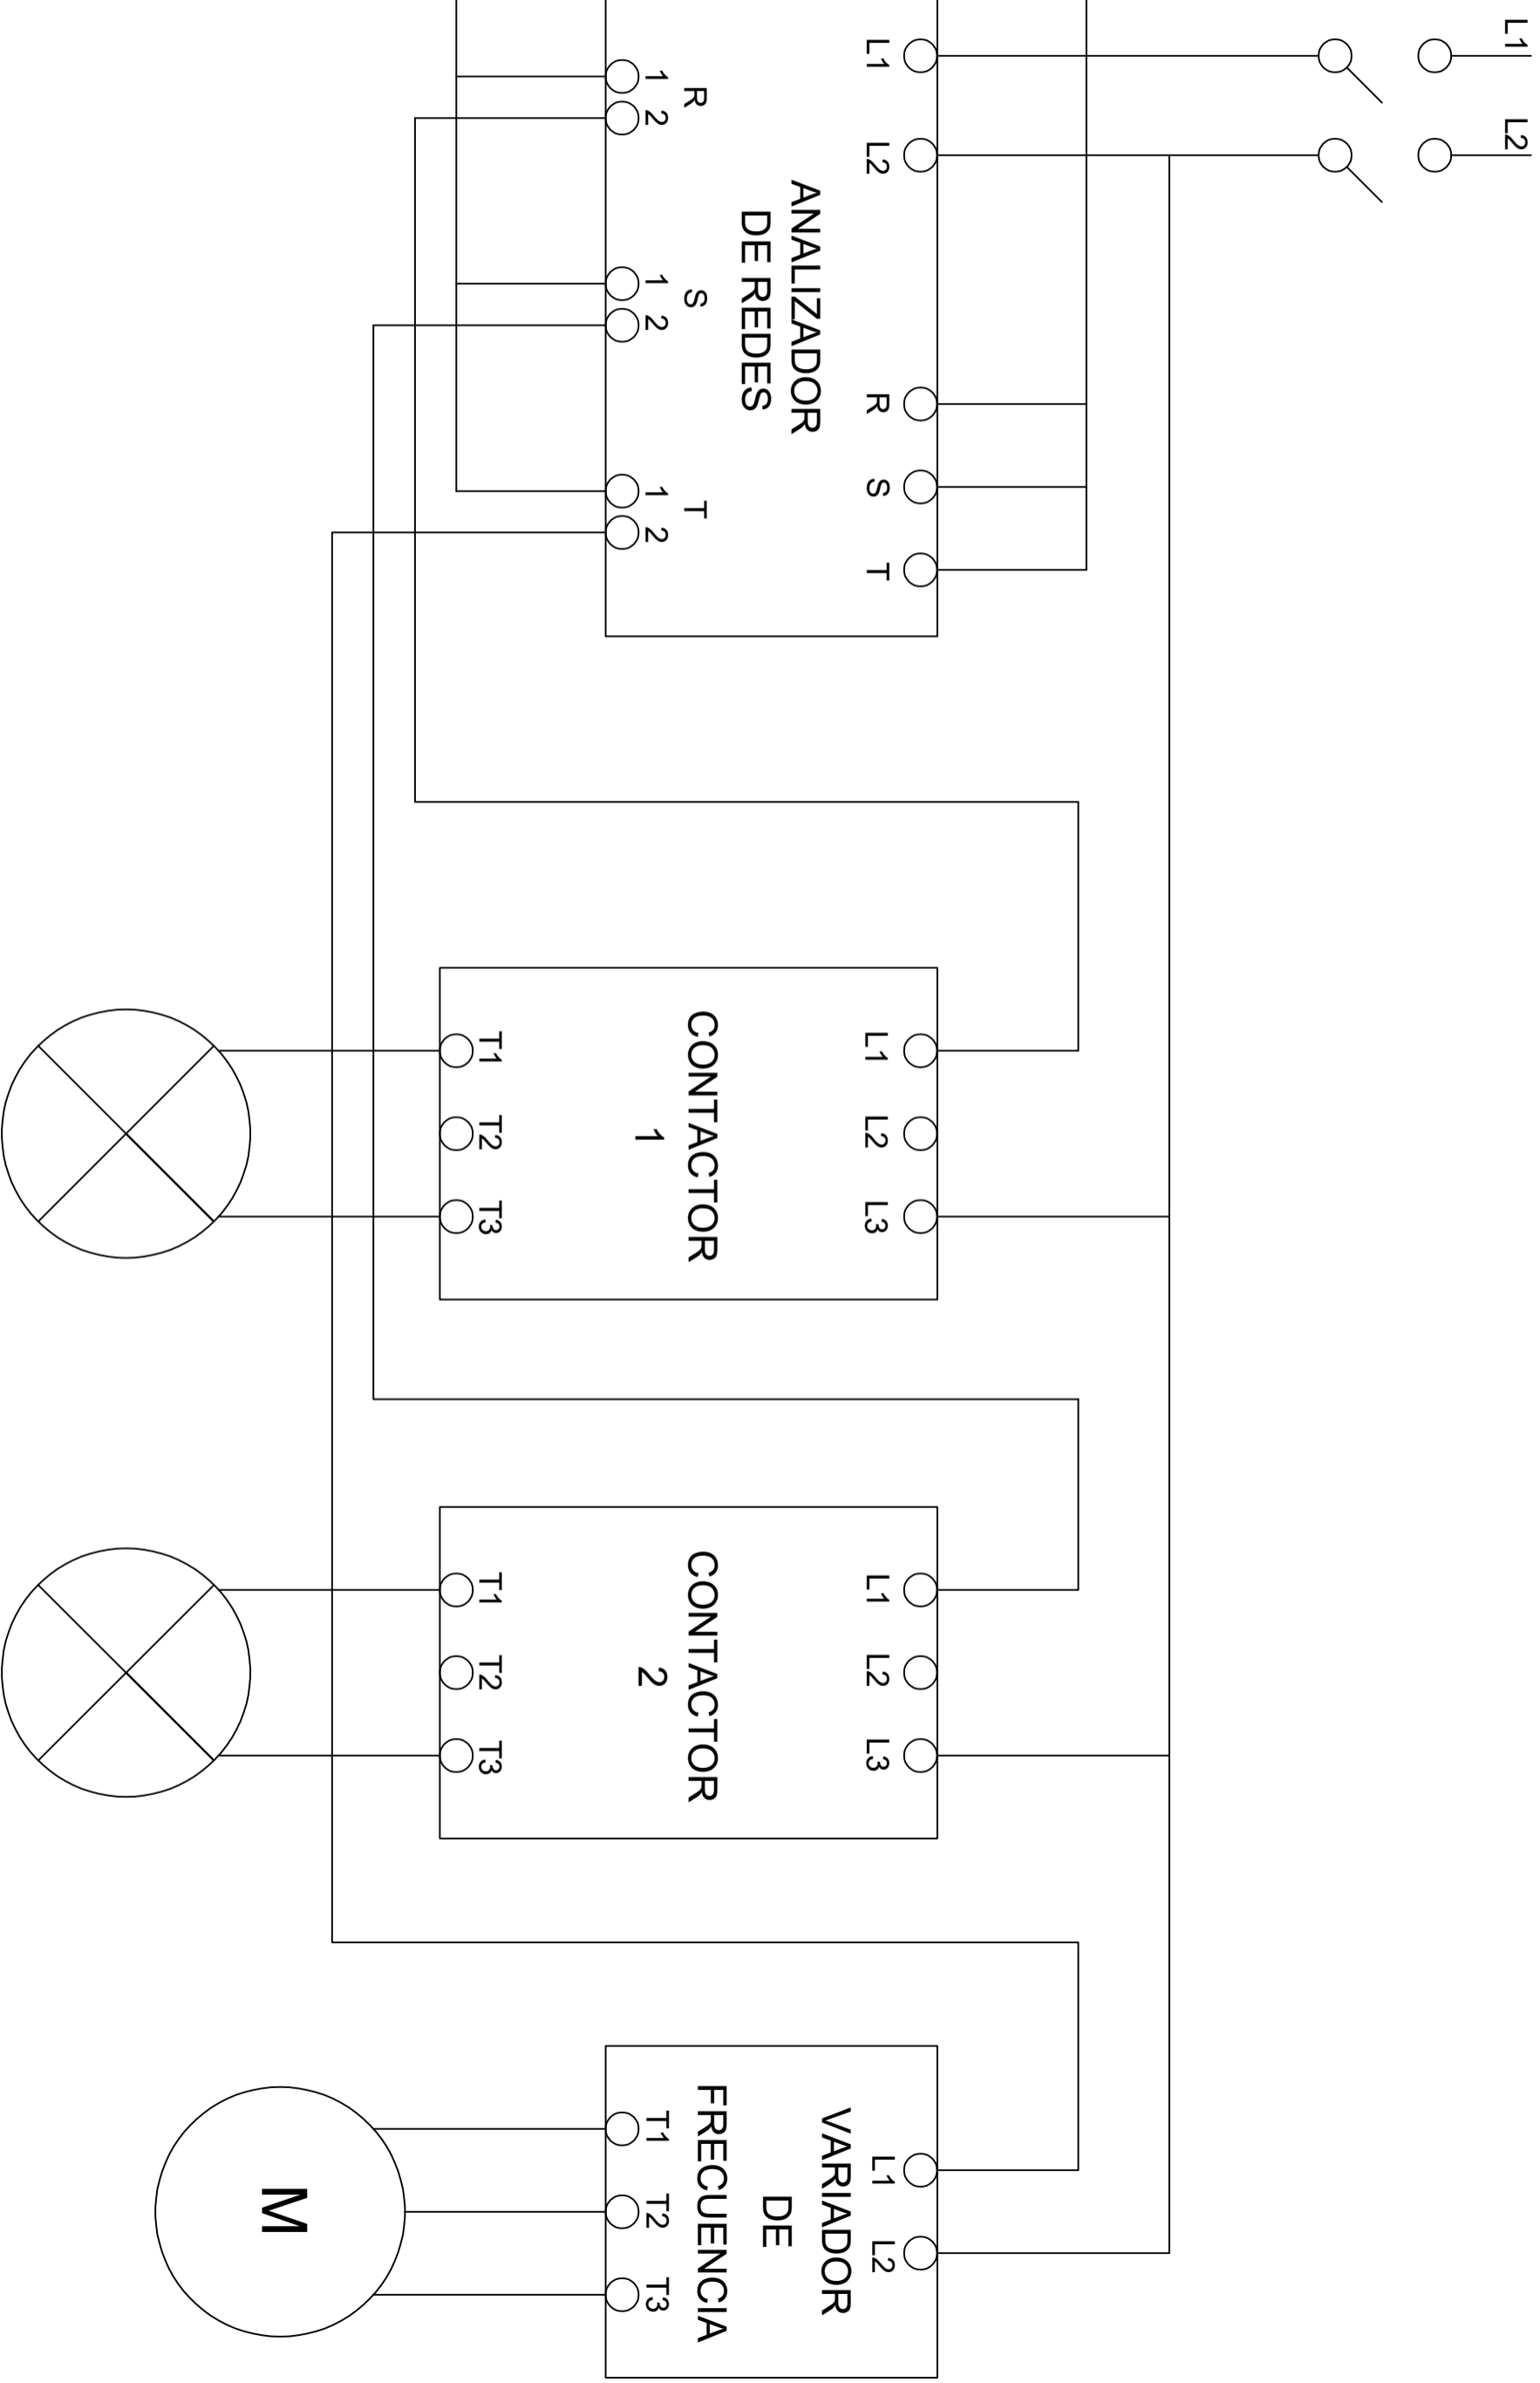 L1
L2
L1
L2
R
S
T
ANALIZADOR
DE REDES
R
S
T
1
2
1
2
1
2
L1
L2
L3
CONTACTOR
1
T1
T2
T3
L1
L2
L3
CONTACTOR
2
T1
T2
T3
L1
L2
VARIADOR
DE
FRECUENCIA
T1
T2
T3
M